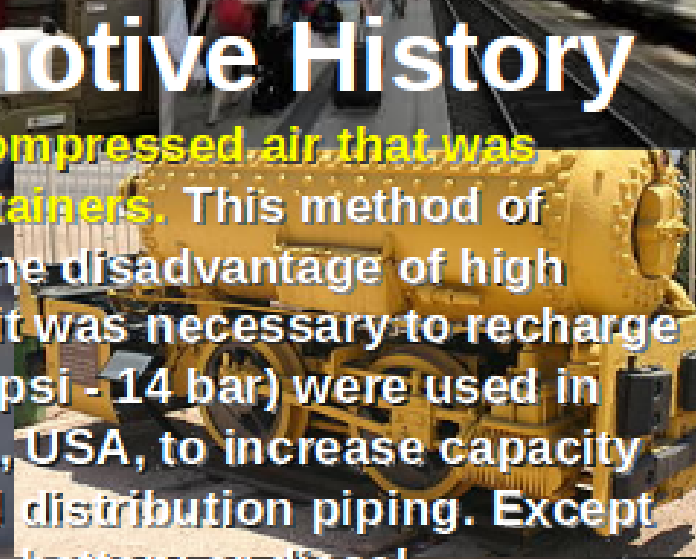 otive History
ompressed air that was
tainers. This method of
he disadvantage of high
it was necessary to recharge
psi - 14 bar) were used in
, USA, to increase capacity
distribution piping. Except